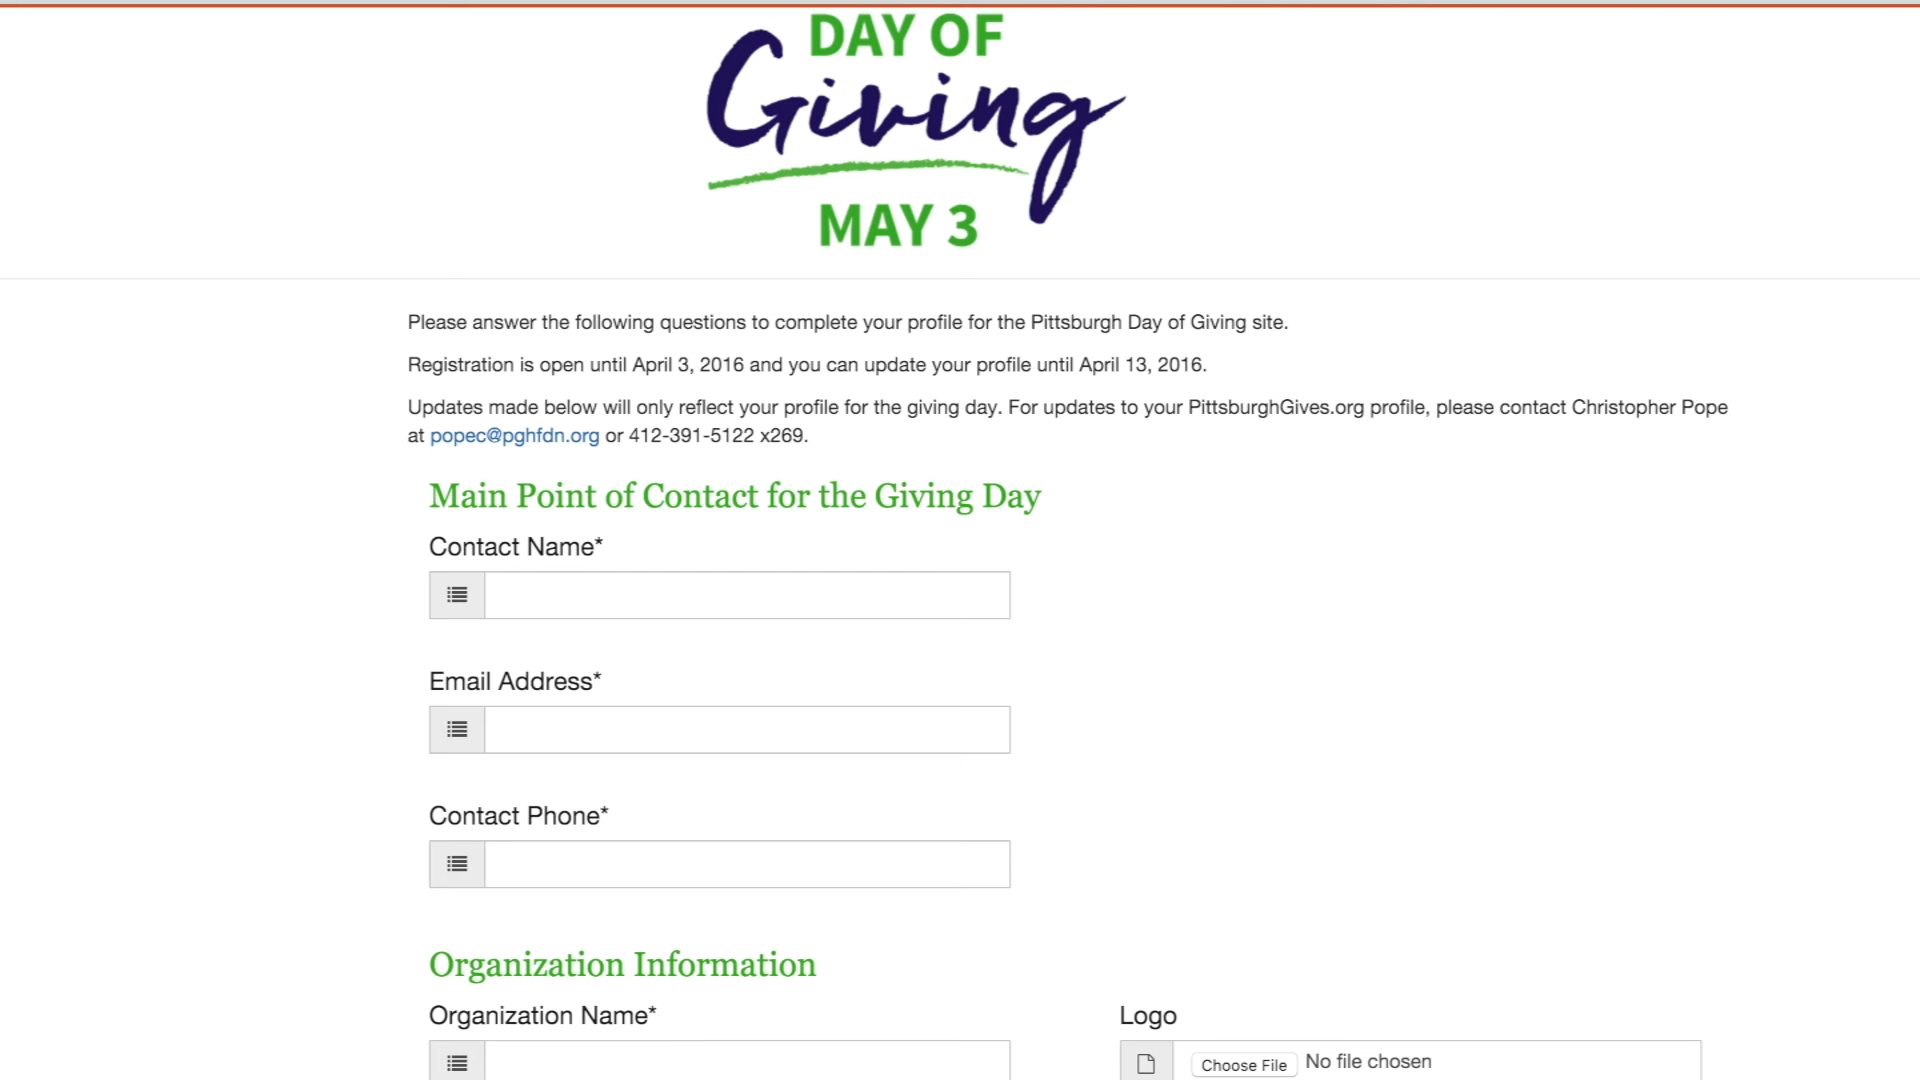 DAY OF
Giving
MAY 3
Please answer the following questions to complete your profile for the Pittsburgh Day of Giving site.
Registration is open until April 3, 2016 and you can update your profile until April 13, 2016.
Updates made below will only reflect your profile for the giving day. For updates to your PittsburghGives.org profile, please contact Christopher Pope
at popec@pghfdn.org or 412-391-5122 x269.
Main Point of Contact for the Giving Day
Contact Name*
Email Address*
Contact Phone*
Organization Information
Organization Name*
Logo
Choose File No file chosen